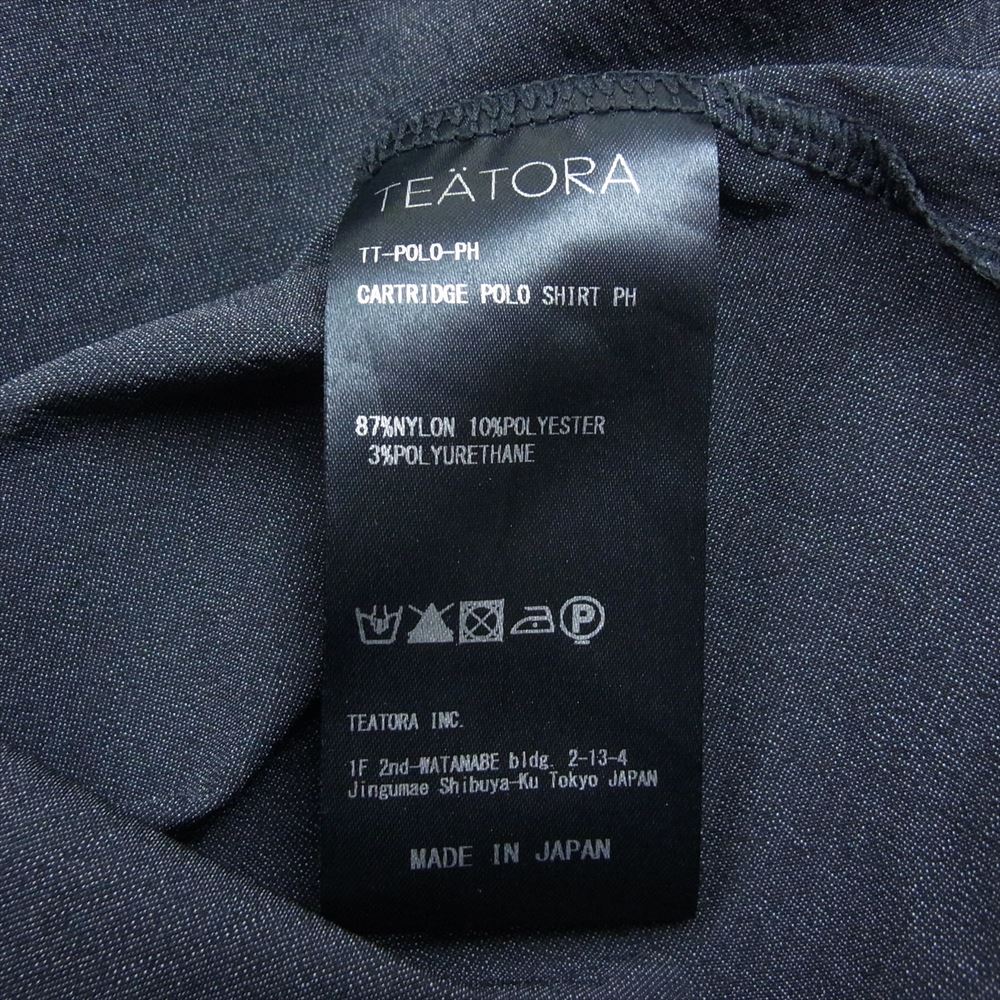 TEÄTORA
TT-POLO-PH
CARTRIDGE POLO SHIRT PH
87%NYLON 10%POLYESTER
3%POLYURETHANE
P
TEATORA INC.
1F 2nd-WATANABE bldg. 2-13-4
Jingumae Shibuya-Ku Tokyo JAPAN
MADE IN JAPAN